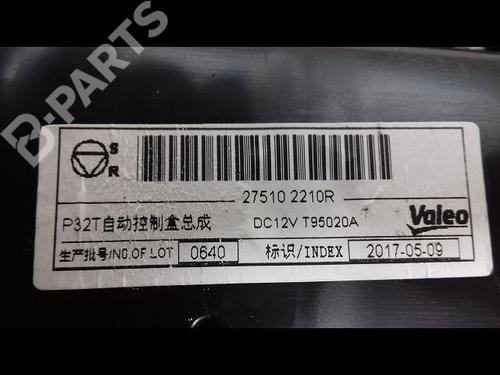 B-PARTS
S
R
27510 2210R
P32T自动控制盒总成 DC12V T95020A Valeo
生产批号/NO.OF LOT 0640 标识/INDEX 2017-05-09